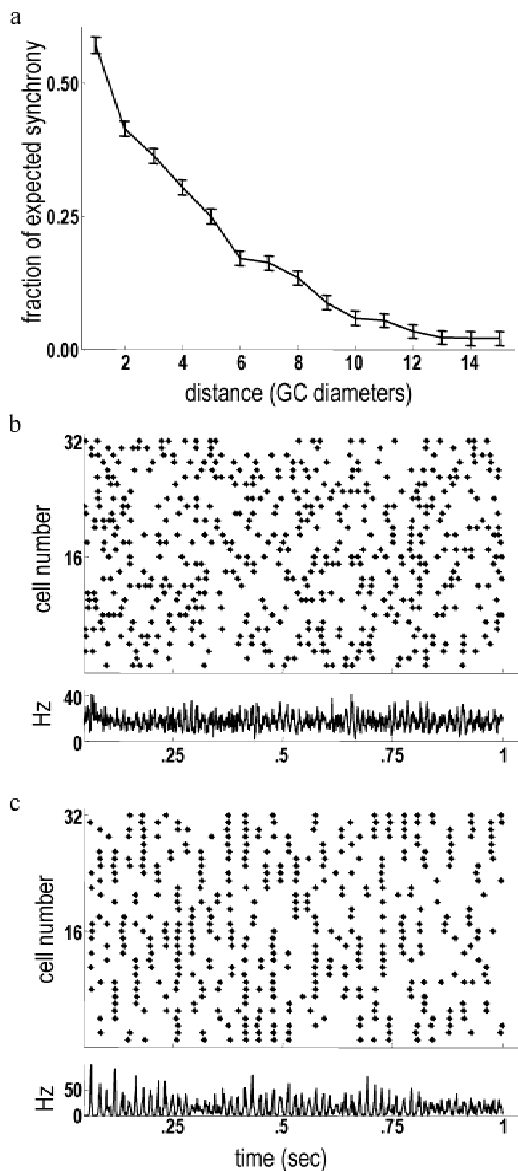 a
fraction of expected synchrony
0.50
0.25
0.00
2 4 6 8 10 12 14
distance (GC diameters)
b
cell number
32
16
Hz
40
0
.25 .5 .75 1
c
cell number
32
16
Hz
50
0
.25 .5 .75 1
time (sec)